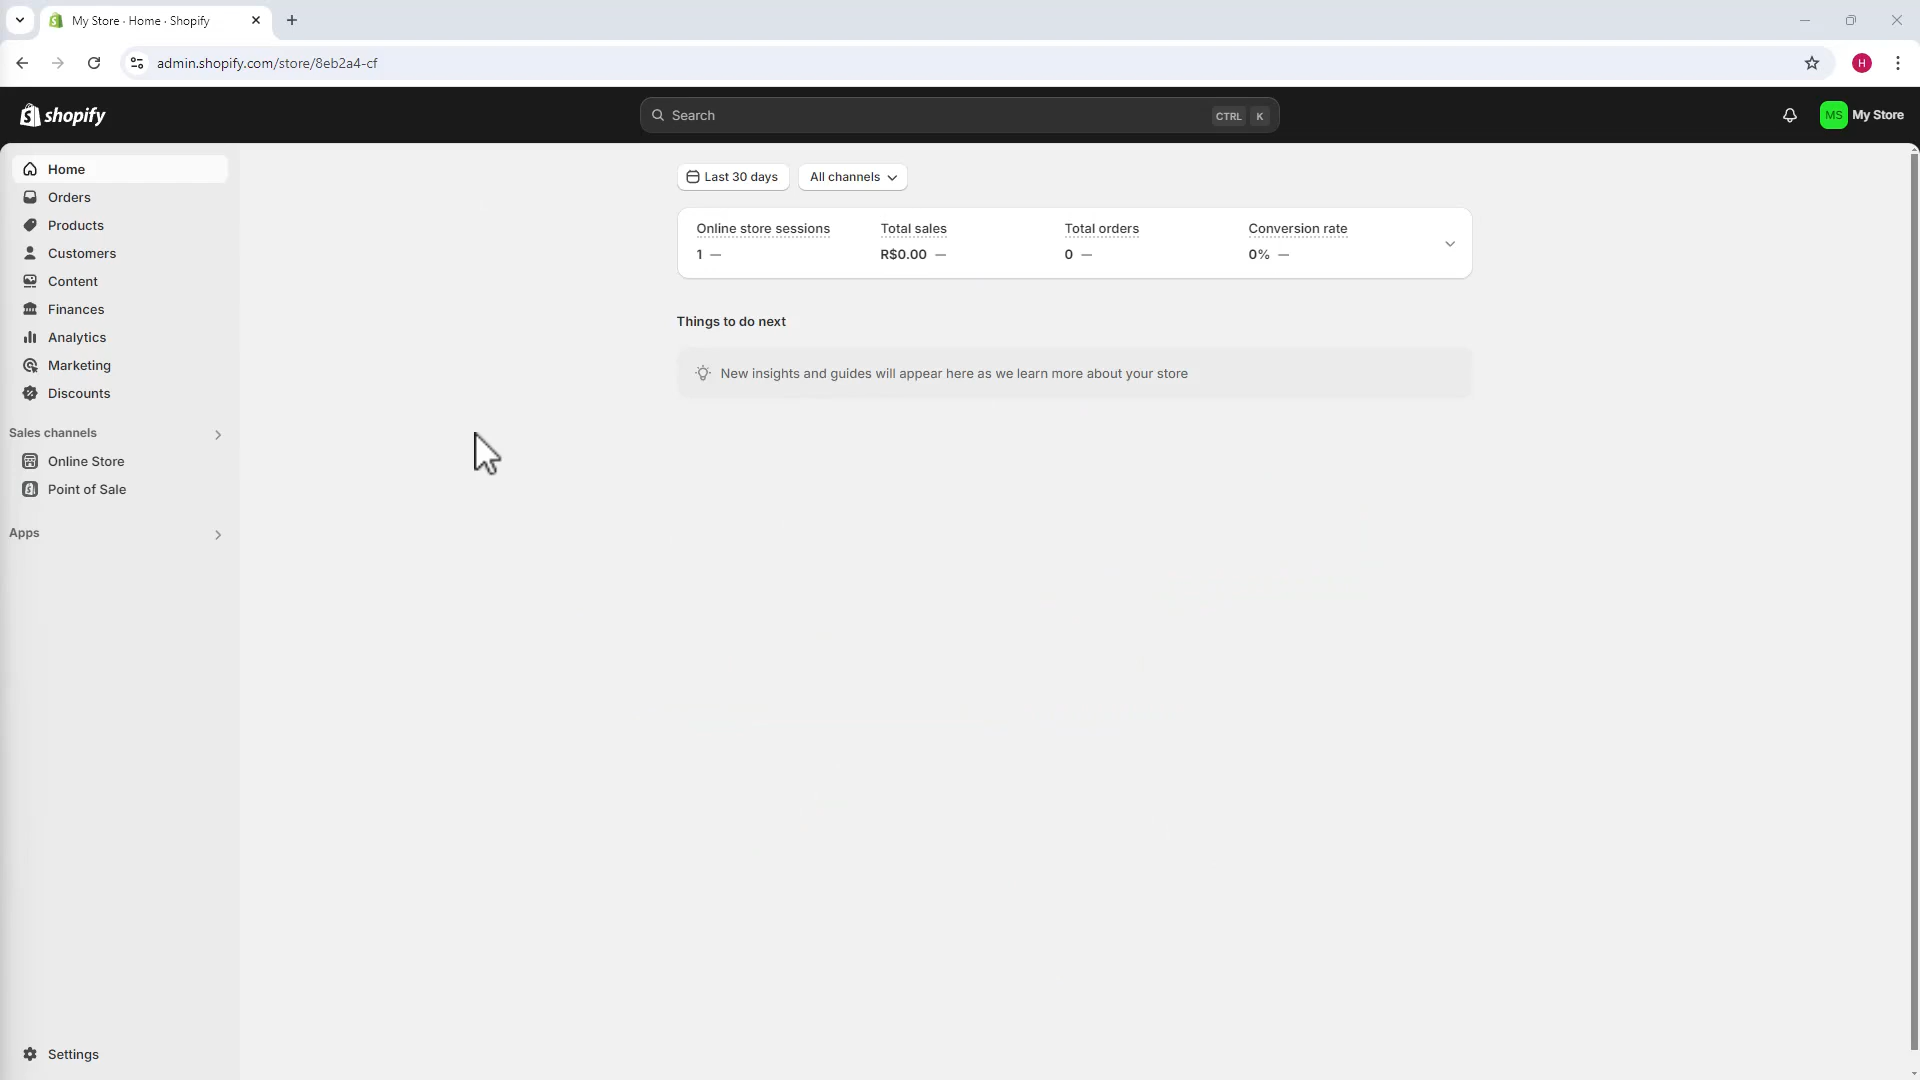 My Store · Home · Shopify
admin.shopify.com/store/8eb2a4-cf
H
shopify
Search
CTRL K
MS My Store
Home
Orders
Products
Customers
Content
Finances
Analytics
Marketing
Discounts
Sales channels
Online Store
Point of Sale
Apps
Settings
Last 30 days All channels
Online store sessions Total sales Total orders Conversion rate
1 — R$0.00 — 0 — 0% —
Things to do next
New insights and guides will appear here as we learn more about your store